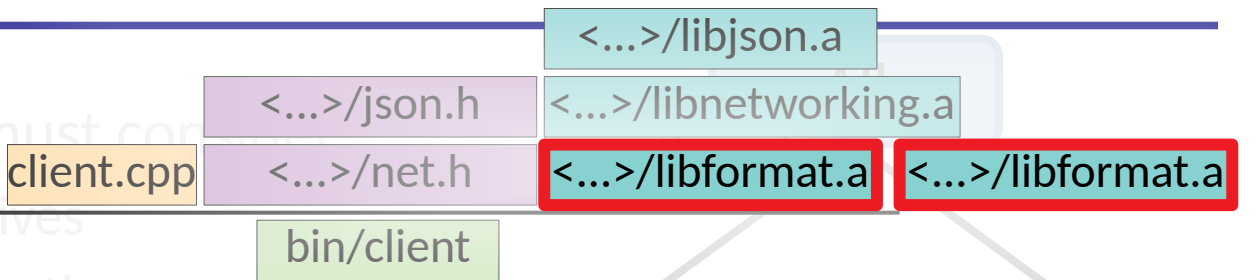 <...>/libjson.a
<...>/json.h <...>/libnetworking.a
client.cpp <...>/net.h <...>/libformat.a <...>/libformat.a
bin/client